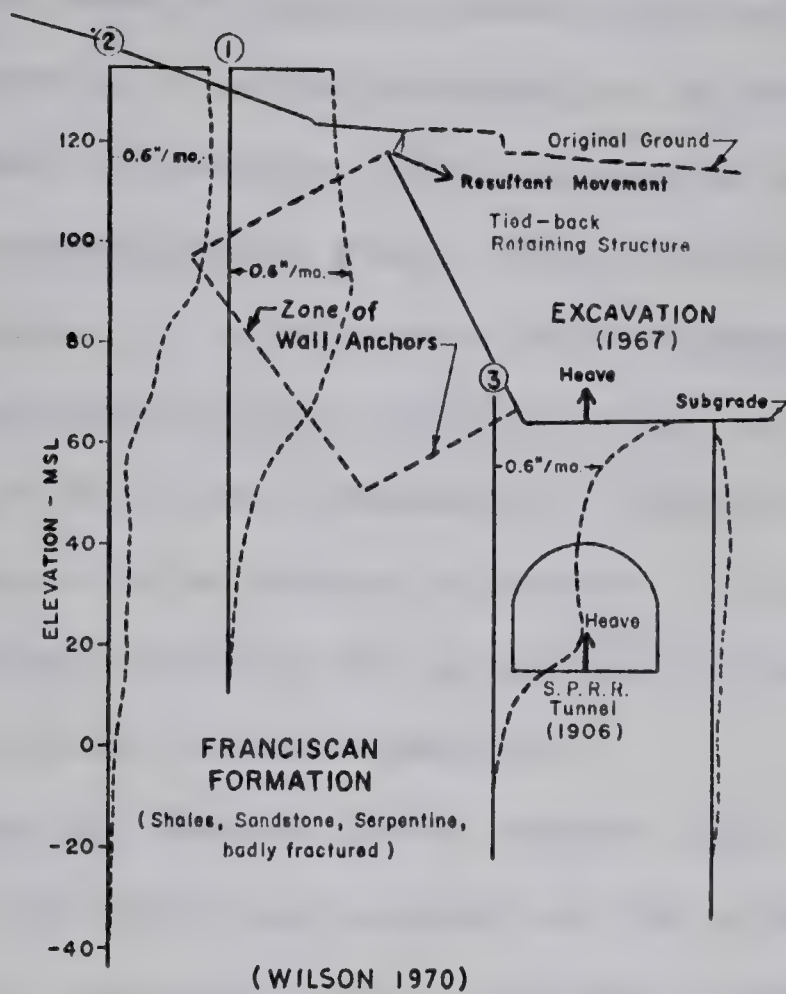 2
1
120
100
80
60
40
20
0
-20
-40
ELEVATION - MSL
0.6"/mo.
Original Ground
Resultant Movement
Tied-back
Retaining Structure
0.6"/mo.
Zone of
Wall Anchors
EXCAVATION
(1967)
3
Heave
Subgrade
0.6"/mo.
Heave
S.P.R.R.
Tunnel
(1906)
FRANCISCAN
FORMATION
(Shales, Sandstone, Serpentine,
badly fractured)
(WILSON 1970)